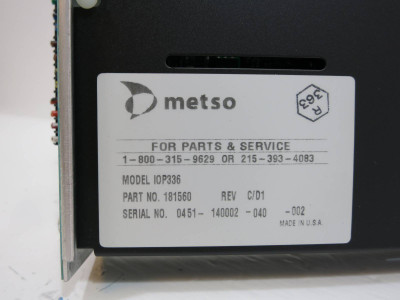 metso
R
363
FOR PARTS & SERVICE
1-800-315-9629 OR 215-393-4083
MODEL IOP336
PART NO. 181560 REV C/D1
SERIAL NO. 0451- 140002 -040 -002
MADE IN U.S.A.